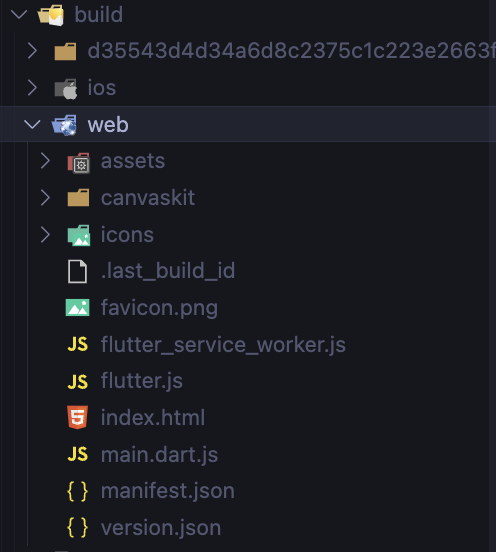 build
d35543d4d34a6d8c2375c1c223e2663f
ios
web
assets
canvaskit
icons
.last_build_id
favicon.png
JS flutter_service_worker.js
JS flutter.js
5 index.html
JS main.dart.js
{ } manifest.json
{ } version.json